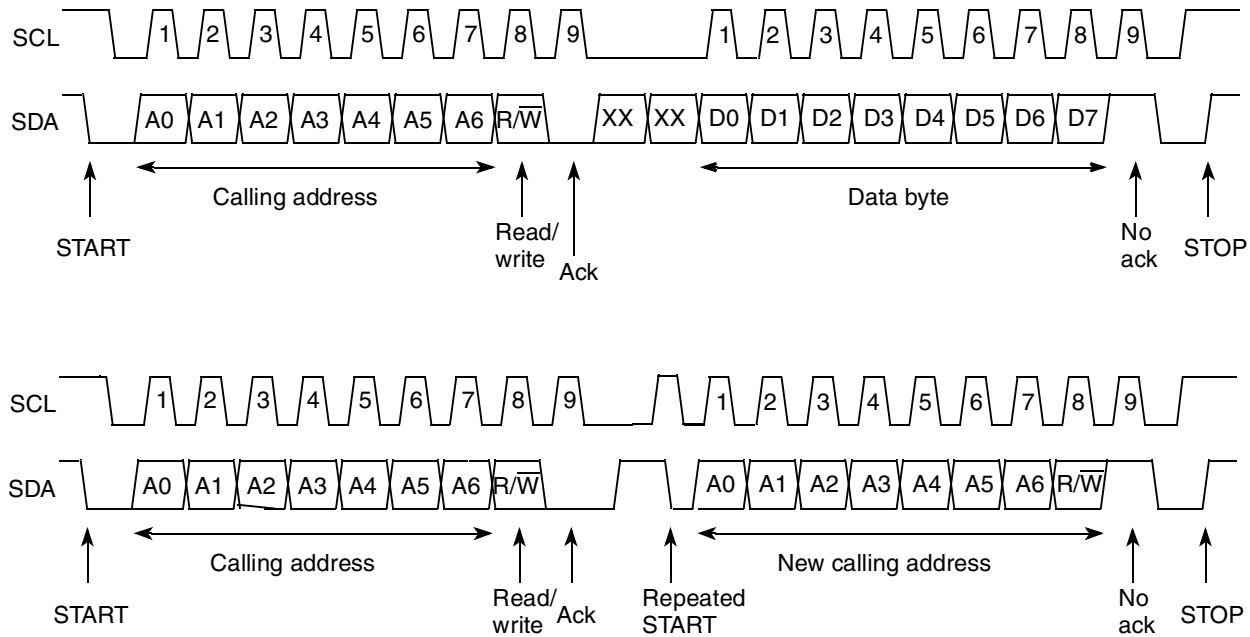 SCL 1 2 3 4 5 6 7 8 9 1 2 3 4 5 6 7 8 9
SDA A0 A1 A2 A3 A4 A5 A6 R/W̅ XX XX D0 D1 D2 D3 D4 D5 D6 D7
Calling address Data byte
START Read/ write Ack No ack STOP
SCL 1 2 3 4 5 6 7 8 9 1 2 3 4 5 6 7 8 9
SDA A0 A1 A2 A3 A4 A5 A6 R/W̅ A0 A1 A2 A3 A4 A5 A6 R/W̅
Calling address New calling address
START Read/ write Ack Repeated START No ack STOP